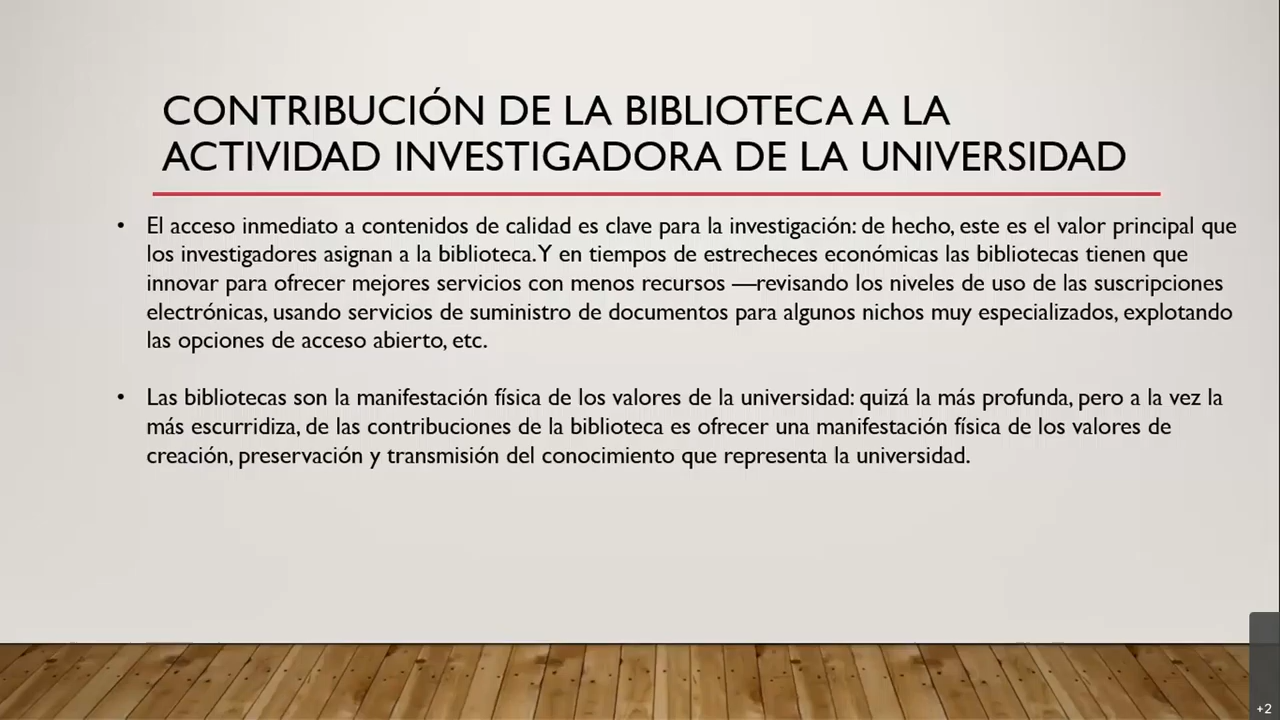 CONTRIBUCIÓN DE LA BIBLIOTECA A LA
ACTIVIDAD INVESTIGADORA DE LA UNIVERSIDAD
• El acceso inmediato a contenidos de calidad es clave para la investigación: de hecho, este es el valor principal que
los investigadores asignan a la biblioteca. Y en tiempos de estrecheces económicas las bibliotecas tienen que
innovar para ofrecer mejores servicios con menos recursos —revisando los niveles de uso de las suscripciones
electrónicas, usando servicios de suministro de documentos para algunos nichos muy especializados, explotando
las opciones de acceso abierto, etc.
• Las bibliotecas son la manifestación física de los valores de la universidad: quizá la más profunda, pero a la vez la
más escurridiza, de las contribuciones de la biblioteca es ofrecer una manifestación física de los valores de
creación, preservación y transmisión del conocimiento que representa la universidad.
+2